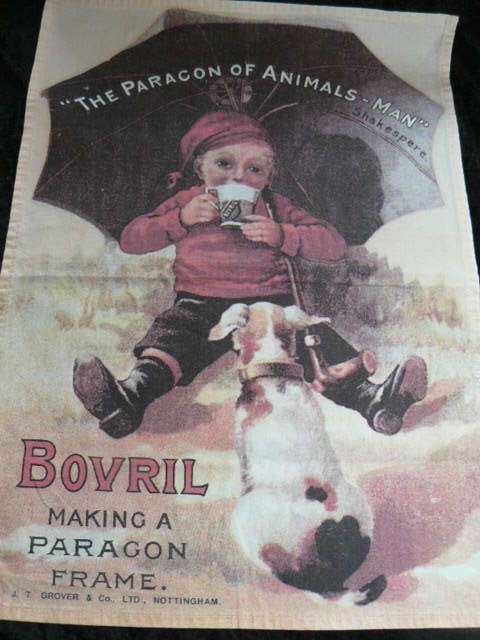 "THE PARAGON OF ANIMALS - MAN"
Shakespere.
BOVRIL
MAKING A
PARAGON
FRAME.
J. T. GROVER & Co., LTD., NOTTINGHAM.